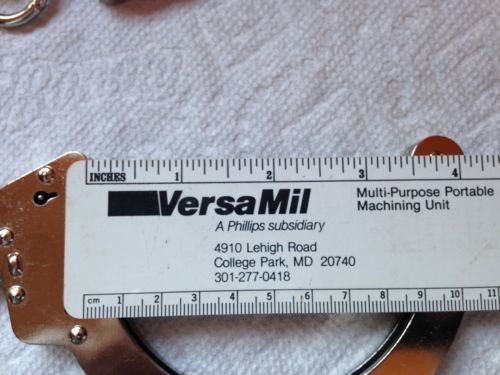 INCHES 1 2 3 4
VersaMil
A Phillips subsidiary
Multi-Purpose Portable
Machining Unit
4910 Lehigh Road
College Park, MD 20740
301-277-0418
cm 1 2 3 4 5 6 7 8 9 10 11